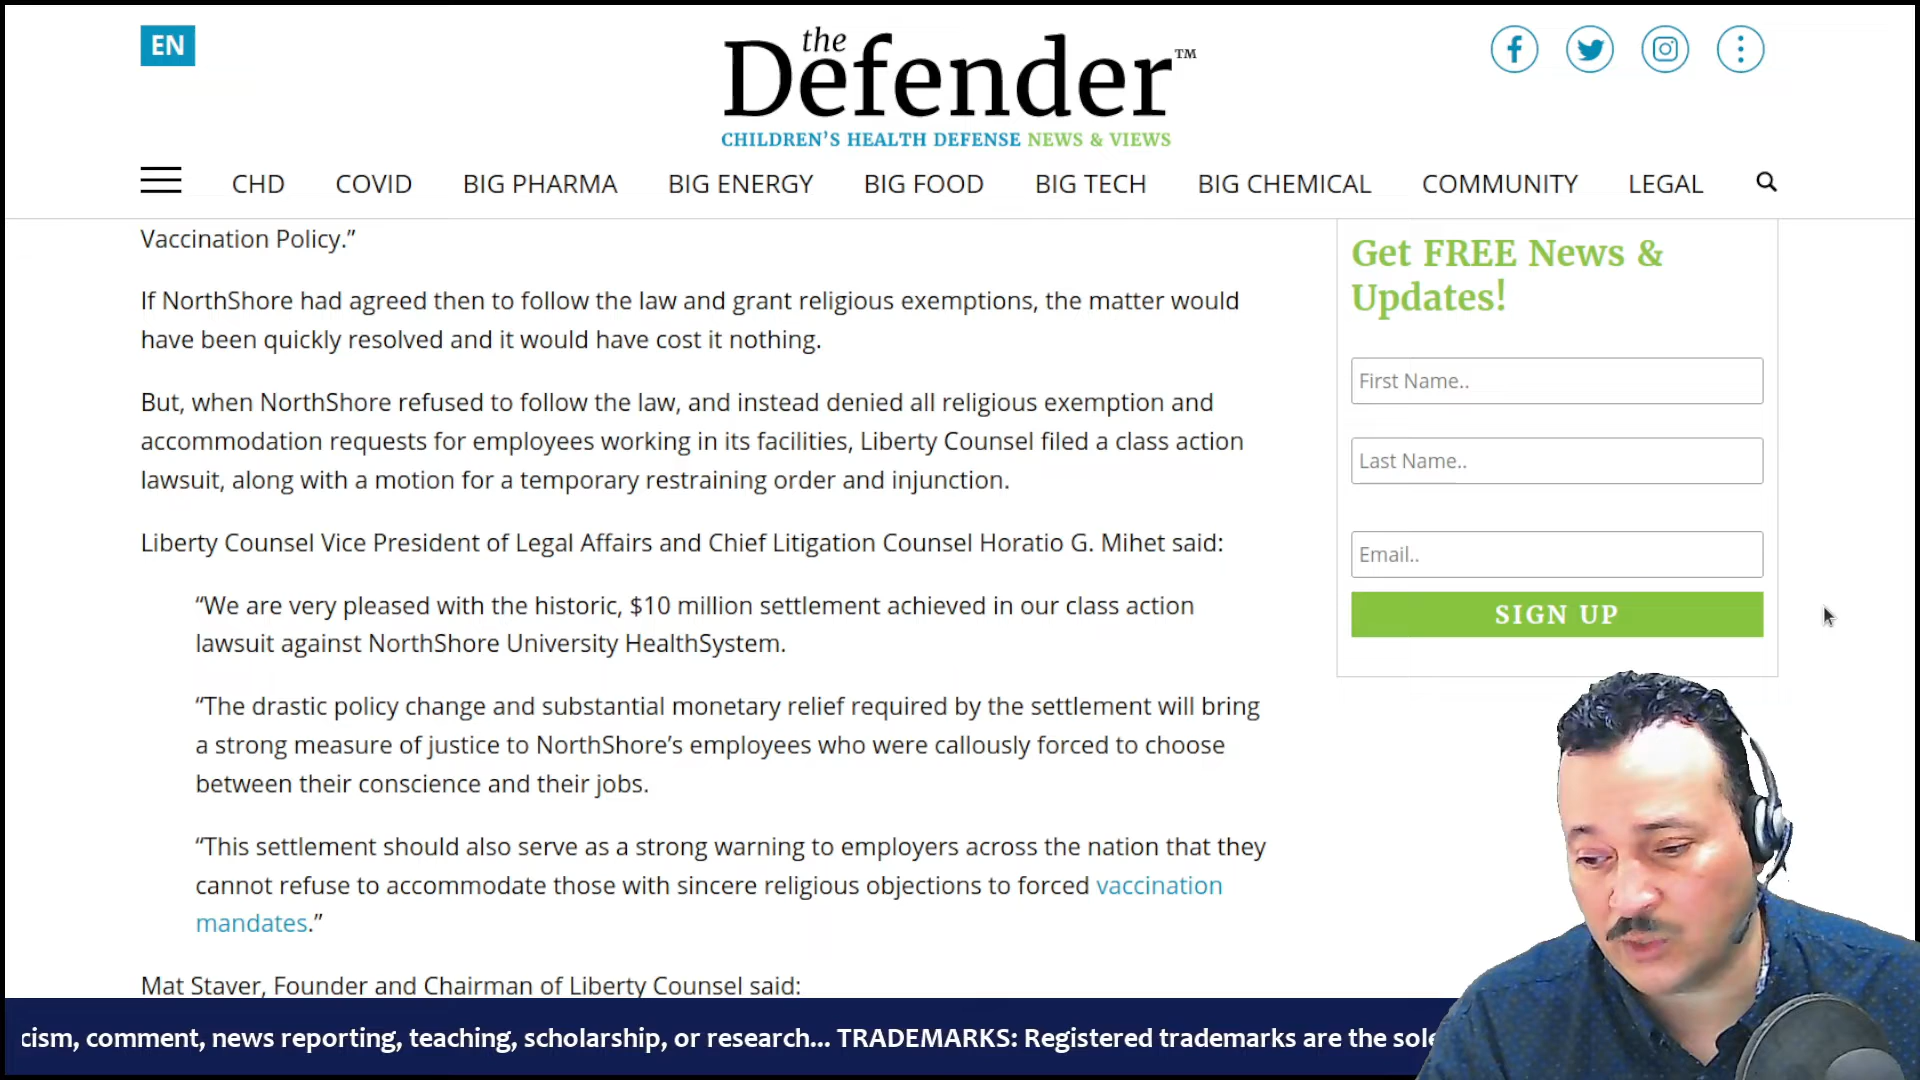 EN
the
Defender™
CHILDREN’S HEALTH DEFENSE NEWS & VIEWS
CHD COVID BIG PHARMA BIG ENERGY BIG FOOD BIG TECH BIG CHEMICAL COMMUNITY LEGAL
Vaccination Policy.”
If NorthShore had agreed then to follow the law and grant religious exemptions, the matter would
have been quickly resolved and it would have cost it nothing.
But, when NorthShore refused to follow the law, and instead denied all religious exemption and
accommodation requests for employees working in its facilities, Liberty Counsel filed a class action
lawsuit, along with a motion for a temporary restraining order and injunction.
Liberty Counsel Vice President of Legal Affairs and Chief Litigation Counsel Horatio G. Mihet said:
“We are very pleased with the historic, $10 million settlement achieved in our class action
lawsuit against NorthShore University HealthSystem.
“The drastic policy change and substantial monetary relief required by the settlement will bring
a strong measure of justice to NorthShore’s employees who were callously forced to choose
between their conscience and their jobs.
“This settlement should also serve as a strong warning to employers across the nation that they
cannot refuse to accommodate those with sincere religious objections to forced vaccination
mandates.”
Mat Staver, Founder and Chairman of Liberty Counsel said:
Get FREE News &
Updates!
First Name..
Last Name..
Email..
SIGN UP
cism, comment, news reporting, teaching, scholarship, or research... TRADEMARKS: Registered trademarks are the sole